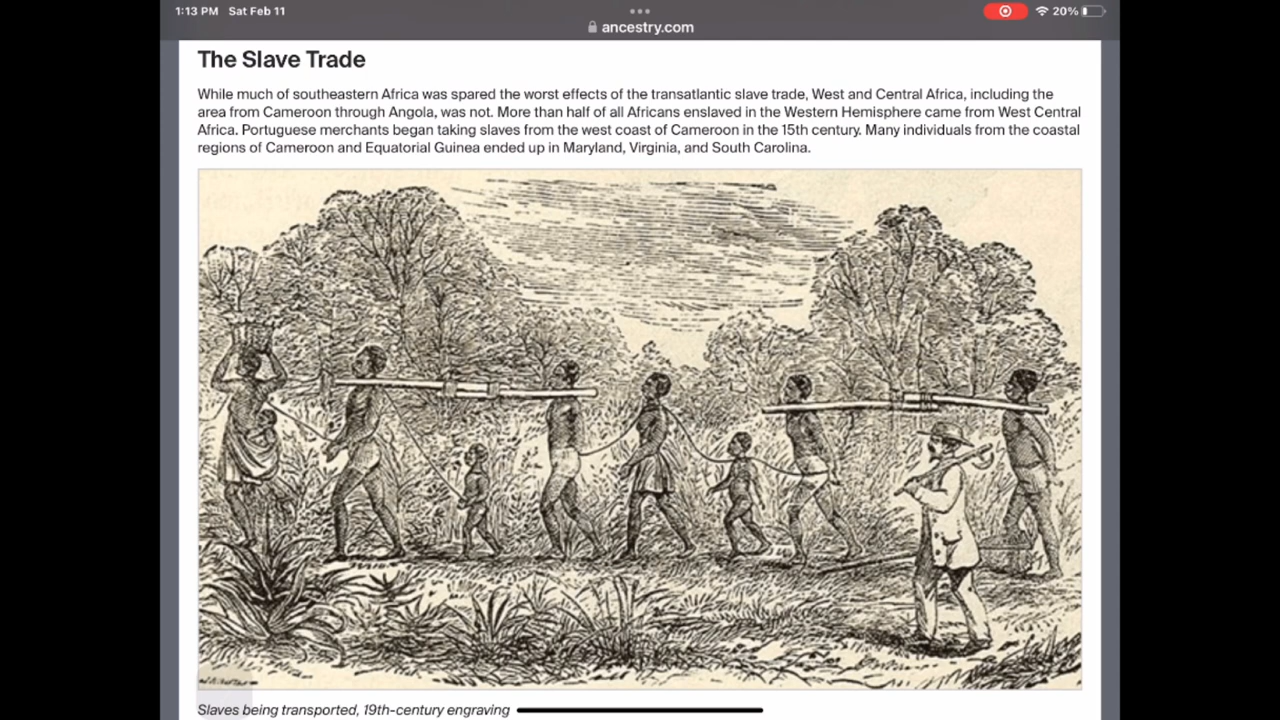 1:13 PM Sat Feb 11
20%
ancestry.com
The Slave Trade
While much of southeastern Africa was spared the worst effects of the transatlantic slave trade, West and Central Africa, including the
area from Cameroon through Angola, was not. More than half of all Africans enslaved in the Western Hemisphere came from West Central
Africa. Portuguese merchants began taking slaves from the west coast of Cameroon in the 15th century. Many individuals from the coastal
regions of Cameroon and Equatorial Guinea ended up in Maryland, Virginia, and South Carolina.
Slaves being transported, 19th-century engraving